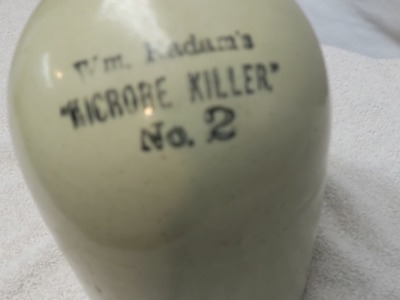 Wm. Radam's
"MICROBE KILLER"
No. 2